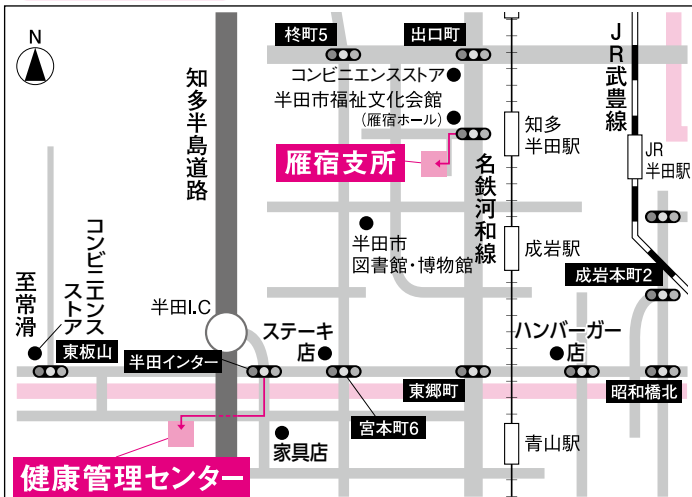 N
柊町5
出口町
コンビニエンスストア
半田市福祉文化会館
(雁宿ホール)
雁宿支所
知多半島道路
名鉄河和線
知多
半田駅
JR武豊線
JR
半田駅
半田市
図書館・博物館
成岩駅
成岩本町2
コンビニエンス
ストア
至常滑
半田I.C
東板山
半田インター
ステーキ
店
宮本町6
東郷町
ハンバーガー
店
昭和橋北
家具店
青山駅
健康管理センター